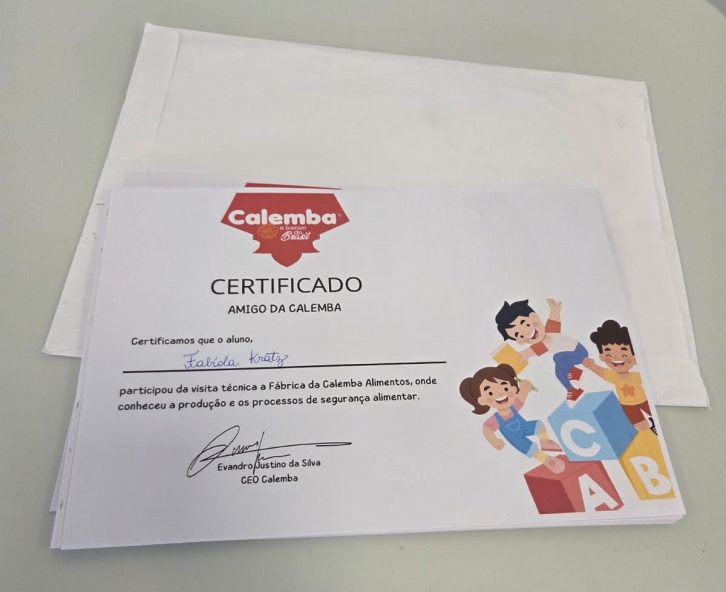 Calemba
o bacon
do
Brasil
CERTIFICADO
AMIGO DA CALEMBA
Certificamos que o aluno,
Fabíola Krätz
participou da visita técnica a Fábrica da Calemba Alimentos, onde
conheceu a produção e os processos de segurança alimentar.
Evandro Justino da Silva
CEO Calemba
C
A
B